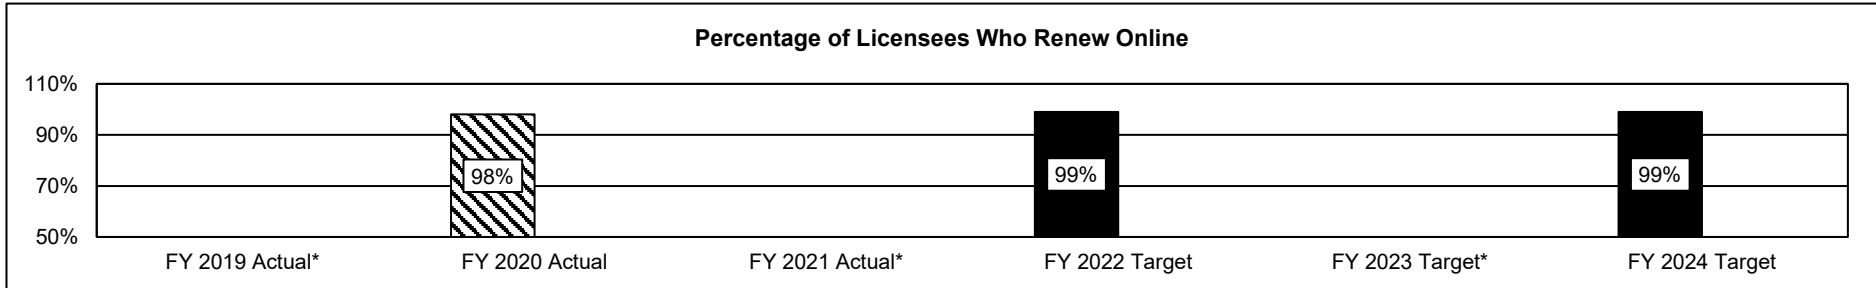 Percentage of Licensees Who Renew Online
110%
90%
70%
50%
98%
99%
99%
FY 2019 Actual*
FY 2020 Actual
FY 2021 Actual*
FY 2022 Target
FY 2023 Target*
FY 2024 Target